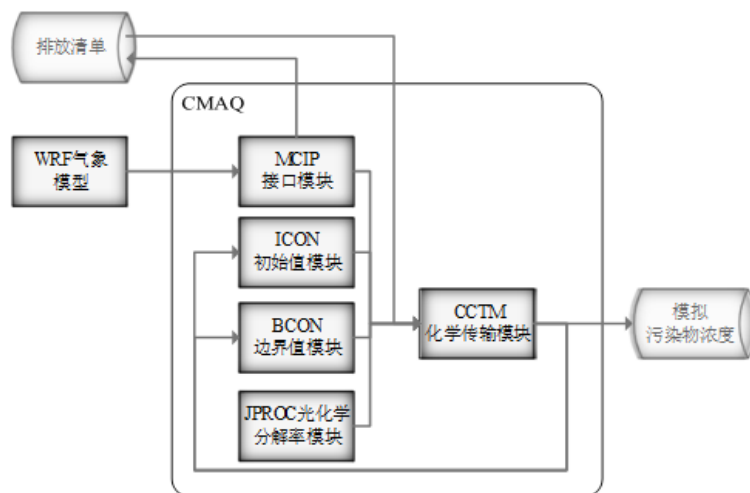 排放清单
CMAQ
WRF气象
模型
MCIP
接口模块
ICON
初始值模块
BCON
边界值模块
CCTM
化学传输模块
模拟
污染物浓度
JPROC光化学
分解率模块